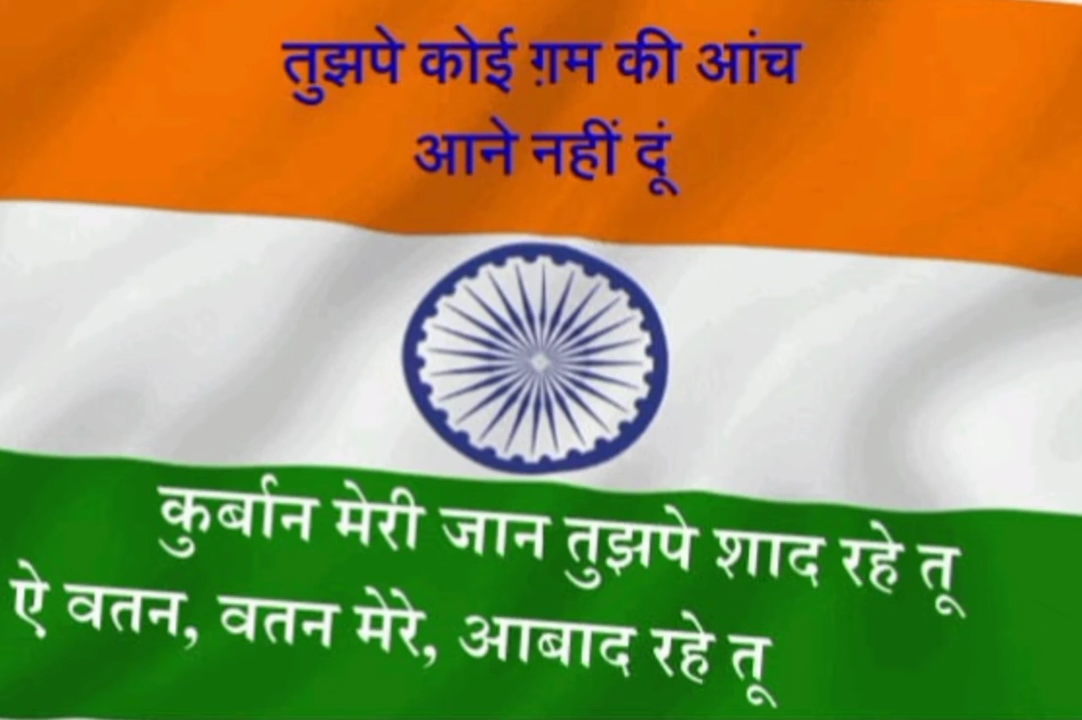 तुझपे कोई ग़म की आंच
आने नहीं दूं
कुर्बान मेरी जान तुझपे शाद रहे तू
ऐ वतन, वतन मेरे, आबाद रहे तू